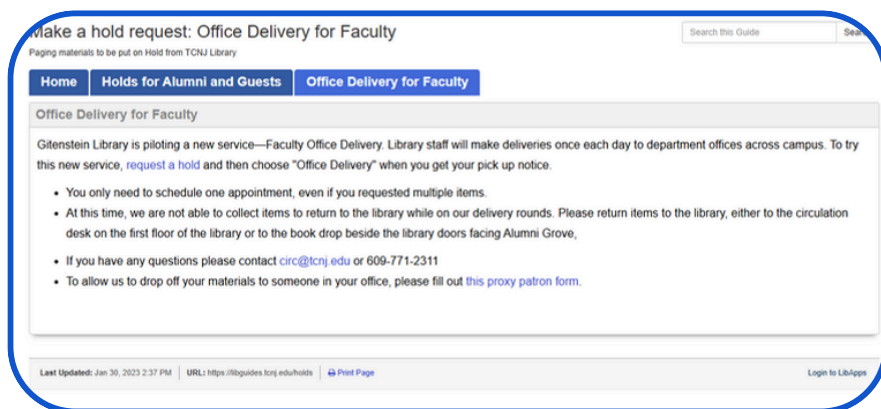 Make a hold request: Office Delivery for Faculty
Search this Guide
Paging materials to be put on Hold from TCNJ Library
Home Holds for Alumni and Guests Office Delivery for Faculty
Office Delivery for Faculty
Gitenstein Library is piloting a new service—Faculty Office Delivery. Library staff will make deliveries once each day to department offices across campus. To try
this new service, request a hold and then choose "Office Delivery" when you get your pick up notice.
• You only need to schedule one appointment, even if you requested multiple items.
• At this time, we are not able to collect items to return to the library while on our delivery rounds. Please return items to the library, either to the circulation
desk on the first floor of the library or to the book drop beside the library doors facing Alumni Grove,
• If you have any questions please contact circ@tcnj.edu or 609-771-2311
• To allow us to drop off your materials to someone in your office, please fill out this proxy patron form.
Last Updated: Jan 30, 2023 2:37 PM URL: https://libguides.tcnj.edu/holds Print Page Login to LibApps